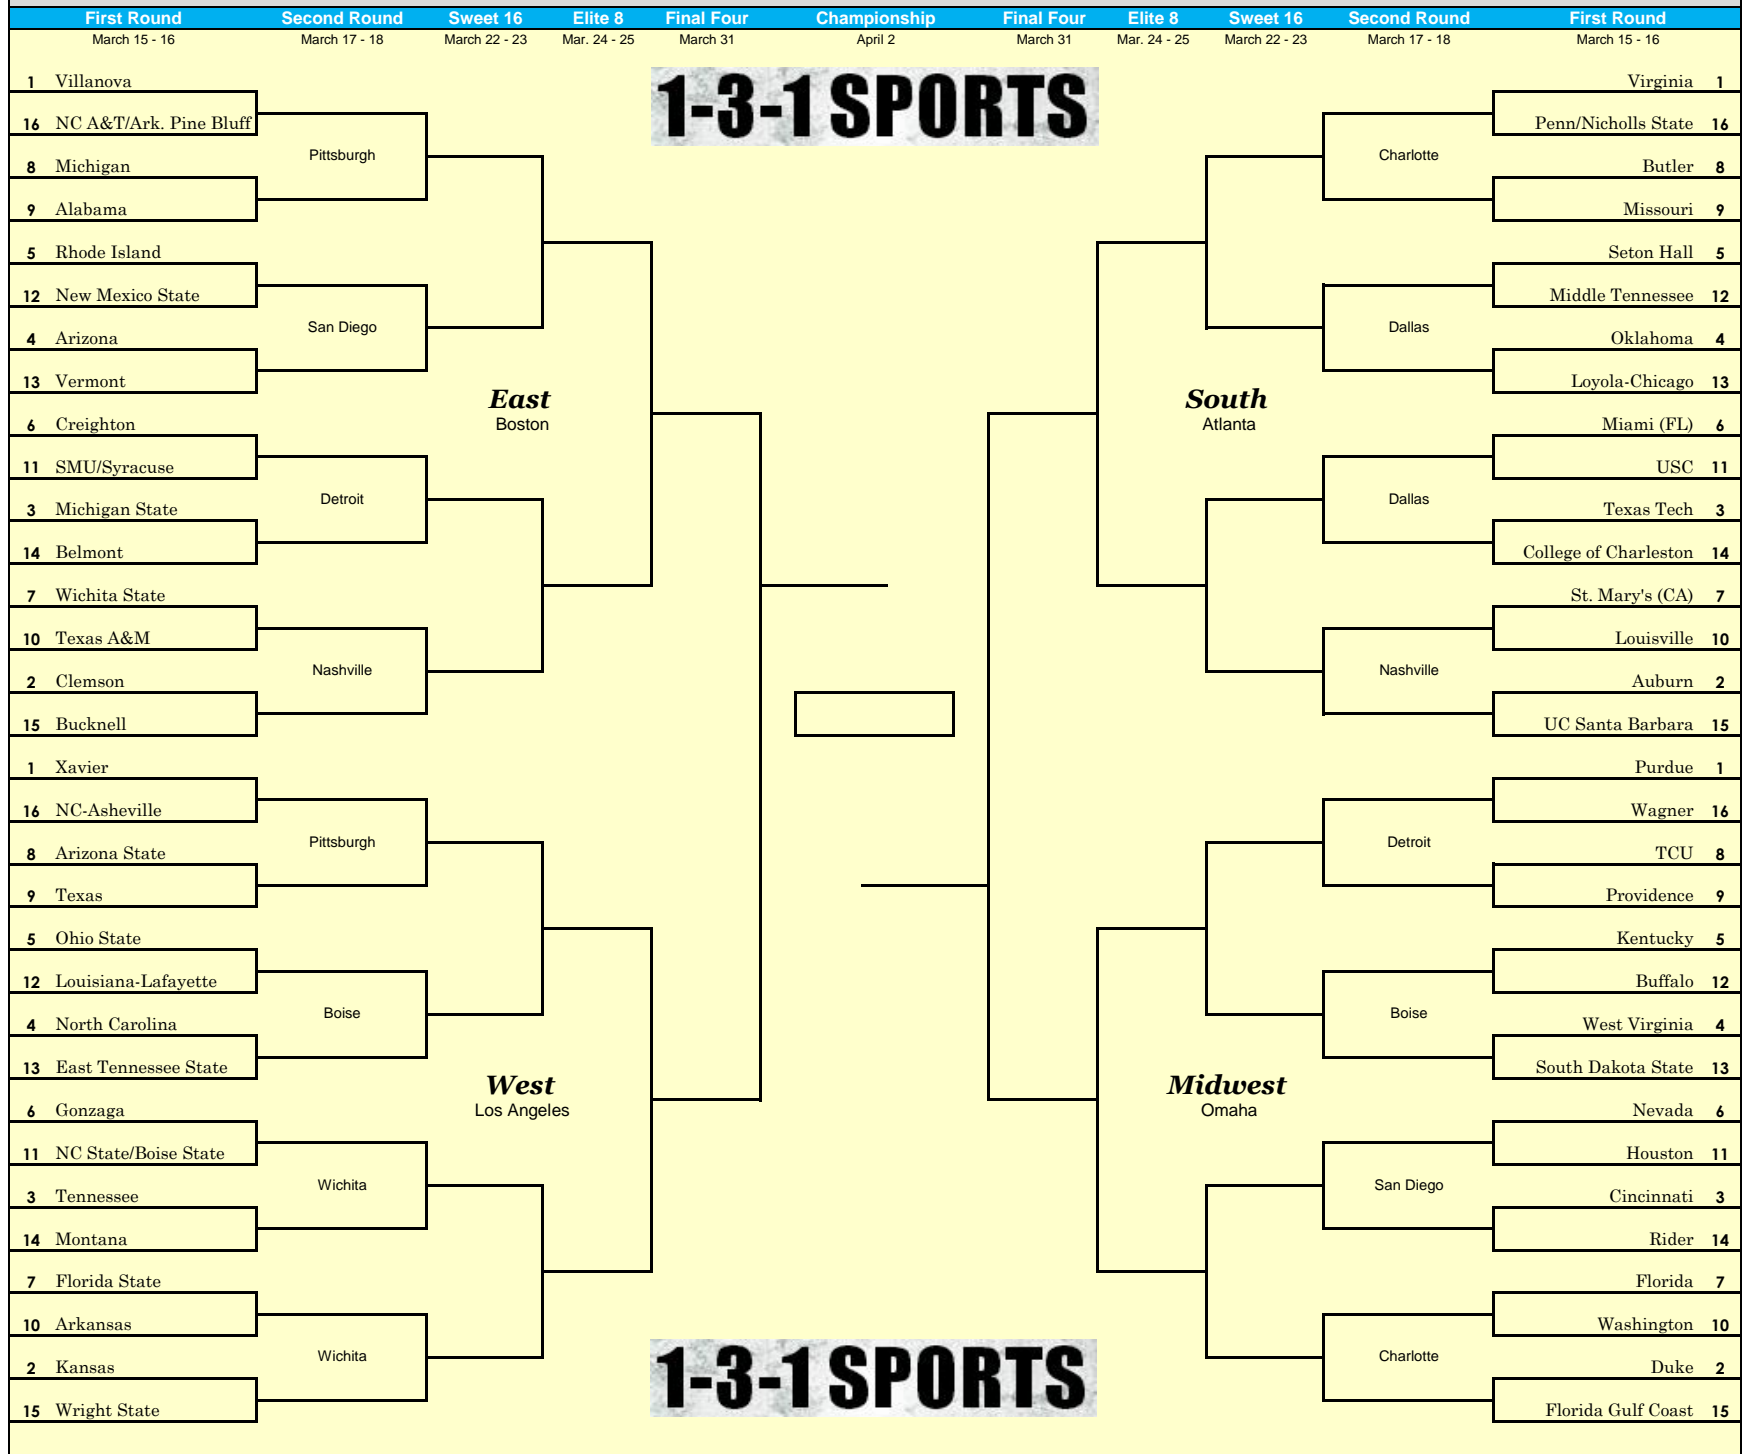 First Round Second Round Sweet 16 Elite 8 Final Four Championship Final Four Elite 8 Sweet 16 Second Round First Round
March 15 - 16 March 17 - 18 March 22 - 23 Mar. 24 - 25 March 31 April 2 March 31 Mar. 24 - 25 March 22 - 23 March 17 - 18 March 15 - 16
1-3-1 SPORTS
1 Villanova
16 NC A&T/Ark. Pine Bluff
Pittsburgh
8 Michigan
9 Alabama
5 Rhode Island
12 New Mexico State
San Diego
4 Arizona
13 Vermont
East
Boston
6 Creighton
11 SMU/Syracuse
Detroit
3 Michigan State
14 Belmont
7 Wichita State
10 Texas A&M
Nashville
2 Clemson
15 Bucknell
1 Xavier
16 NC-Asheville
Pittsburgh
8 Arizona State
9 Texas
5 Ohio State
12 Louisiana-Lafayette
Boise
4 North Carolina
13 East Tennessee State
West
Los Angeles
6 Gonzaga
11 NC State/Boise State
Wichita
3 Tennessee
14 Montana
7 Florida State
10 Arkansas
Wichita
2 Kansas
15 Wright State
Virginia 1
Penn/Nicholls State 16
Charlotte
Butler 8
Missouri 9
Seton Hall 5
Middle Tennessee 12
Dallas
Oklahoma 4
Loyola-Chicago 13
South
Atlanta
Miami (FL) 6
USC 11
Dallas
Texas Tech 3
College of Charleston 14
St. Mary's (CA) 7
Louisville 10
Nashville
Auburn 2
UC Santa Barbara 15
Purdue 1
Wagner 16
Detroit
TCU 8
Providence 9
Kentucky 5
Buffalo 12
Boise
West Virginia 4
South Dakota State 13
Midwest
Omaha
Nevada 6
Houston 11
San Diego
Cincinnati 3
Rider 14
Florida 7
Washington 10
Charlotte
Duke 2
Florida Gulf Coast 15
1-3-1 SPORTS